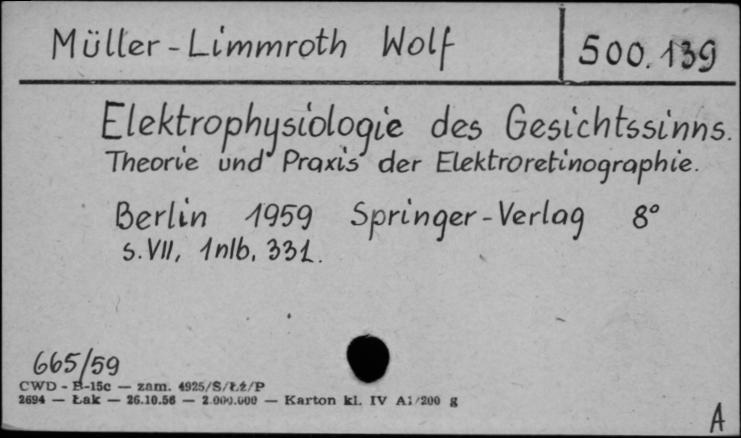 Müller-Limmroth Wolf
500.139
Elektrophysiologie des Gesichtssinns.
Theorie und Praxis der Elektroretinographie.
Berlin 1959 Springer-Verlag 8°
s. VII, 1nlb, 331.
665/59
CWD - B-15c — zam. 4925/S/Łź/P
2694 — Łak — 26.10.56 — 2.000.000 — Karton kl. IV A1/200 g
A